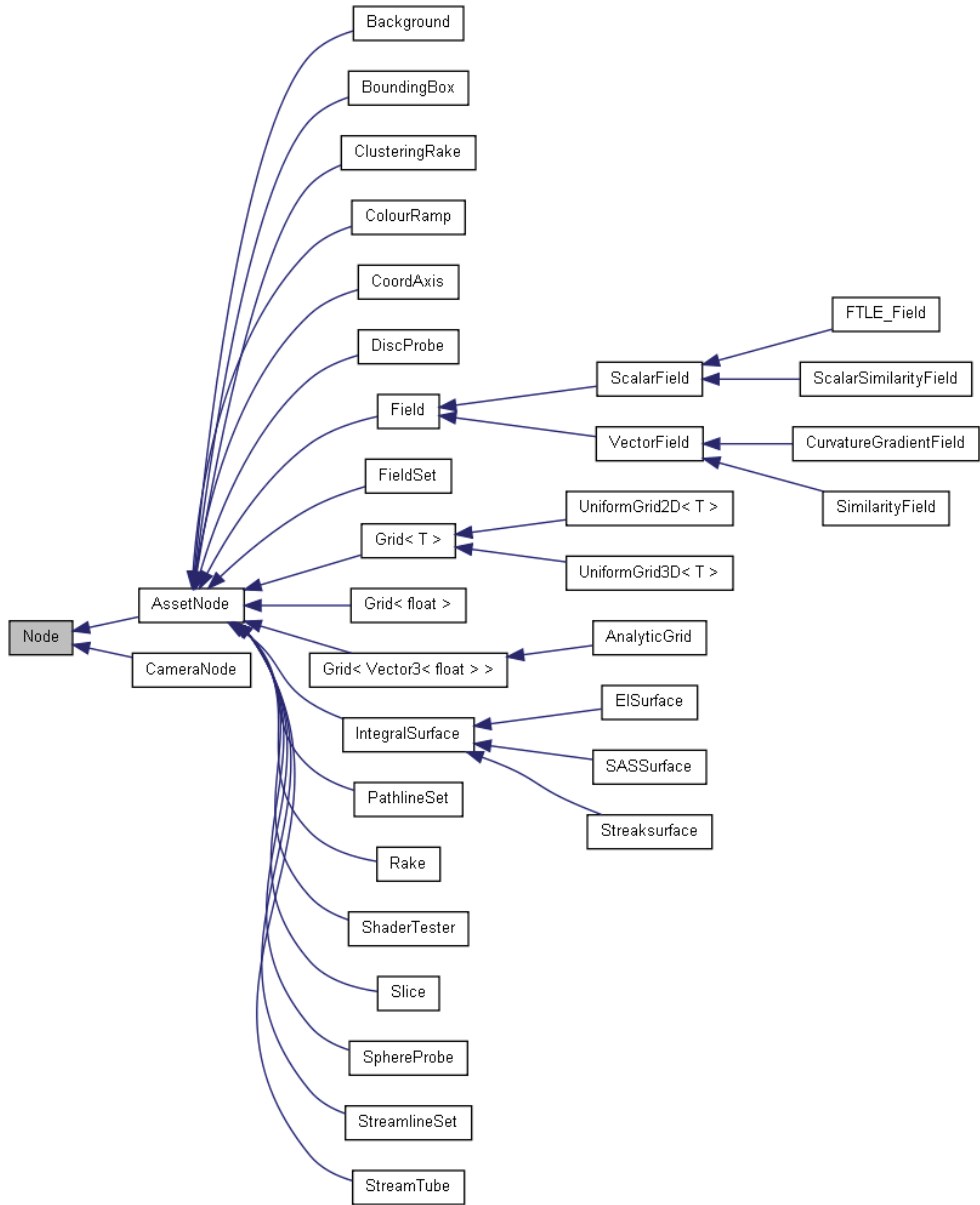 Background
BoundingBox
ClusteringRake
ColourRamp
CoordAxis
DiscProbe
Field
FieldSet
Grid< T >
AssetNode
Grid< float >
Node
CameraNode
Grid< Vector3< float > >
IntegralSurface
PathlineSet
Rake
ShaderTester
Slice
SphereProbe
StreamlineSet
StreamTube
ScalarField
VectorField
UniformGrid2D< T >
UniformGrid3D< T >
AnalyticGrid
EISurface
SASSurface
Streaksurface
FTLE_Field
ScalarSimilarityField
CurvatureGradientField
SimilarityField